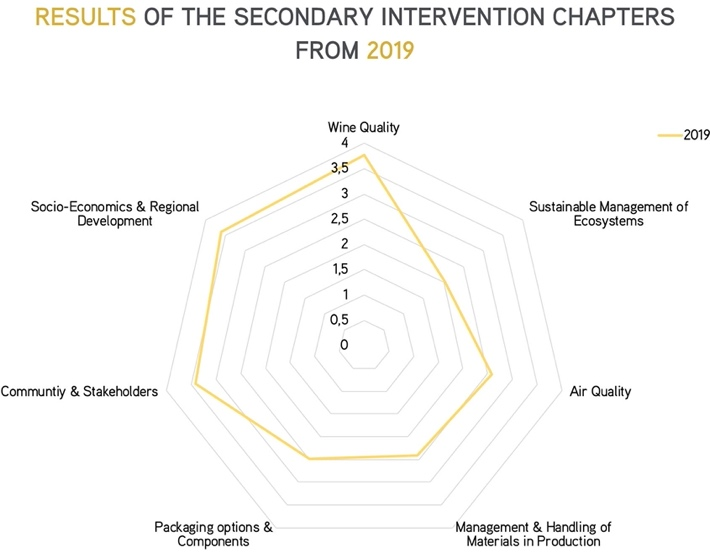 RESULTS OF THE SECONDARY INTERVENTION CHAPTERS
FROM 2019
2019
Wine Quality
4
3,5
3
2,5
2
1,5
1
0,5
0
Socio-Economics & Regional
Development
Sustainable Management of
Ecosystems
Communtiy & Stakeholders
Air Quality
Packaging options &
Components
Management & Handling of
Materials in Production